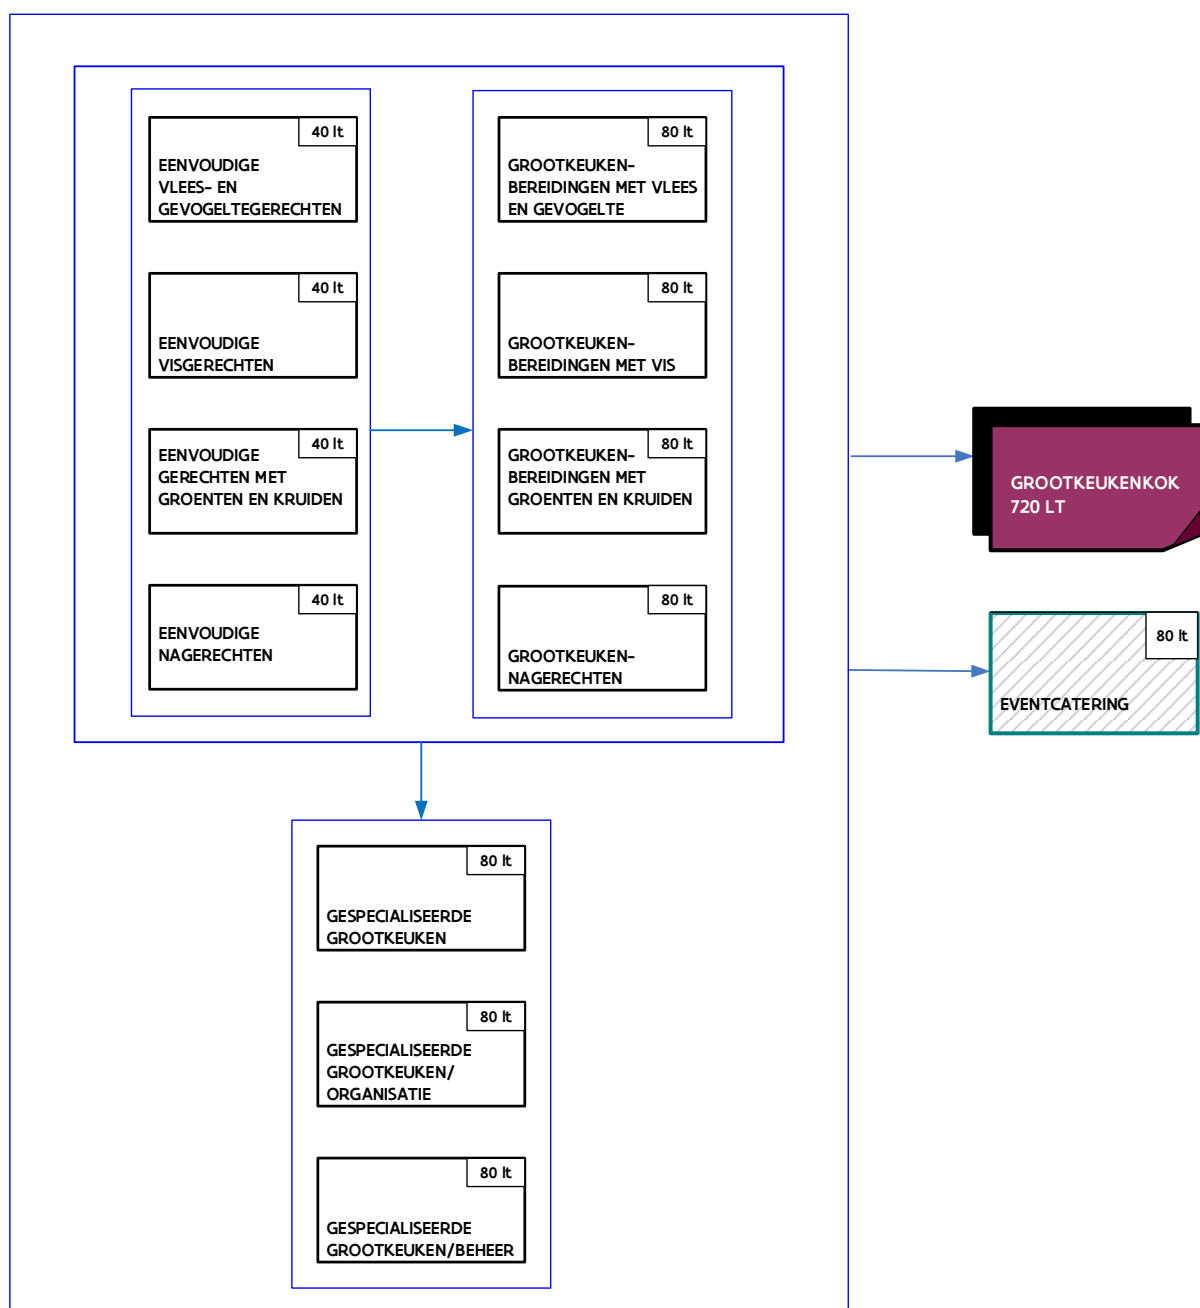 40 lt
EENVOUDIGE
VLEES- EN
GEVOGELTEGERECHTEN
40 lt
EENVOUDIGE
VISGERECHTEN
40 lt
EENVOUDIGE
GERECHTEN MET
GROENTEN EN KRUIDEN
40 lt
EENVOUDIGE
NAGERECHTEN
80 lt
GROOTKEUKEN-
BEREIDINGEN MET VLEES
EN GEVOGELTE
80 lt
GROOTKEUKEN-
BEREIDINGEN MET VIS
80 lt
GROOTKEUKEN-
BEREIDINGEN MET
GROENTEN EN KRUIDEN
80 lt
GROOTKEUKEN-
NAGERECHTEN
80 lt
GESPECIALISEERDE
GROOTKEUKEN
80 lt
GESPECIALISEERDE
GROOTKEUKEN/
ORGANISATIE
80 lt
GESPECIALISEERDE
GROOTKEUKEN/BEHEER
GROOTKEUKENKOK
720 LT
80 lt
EVENTCATERING